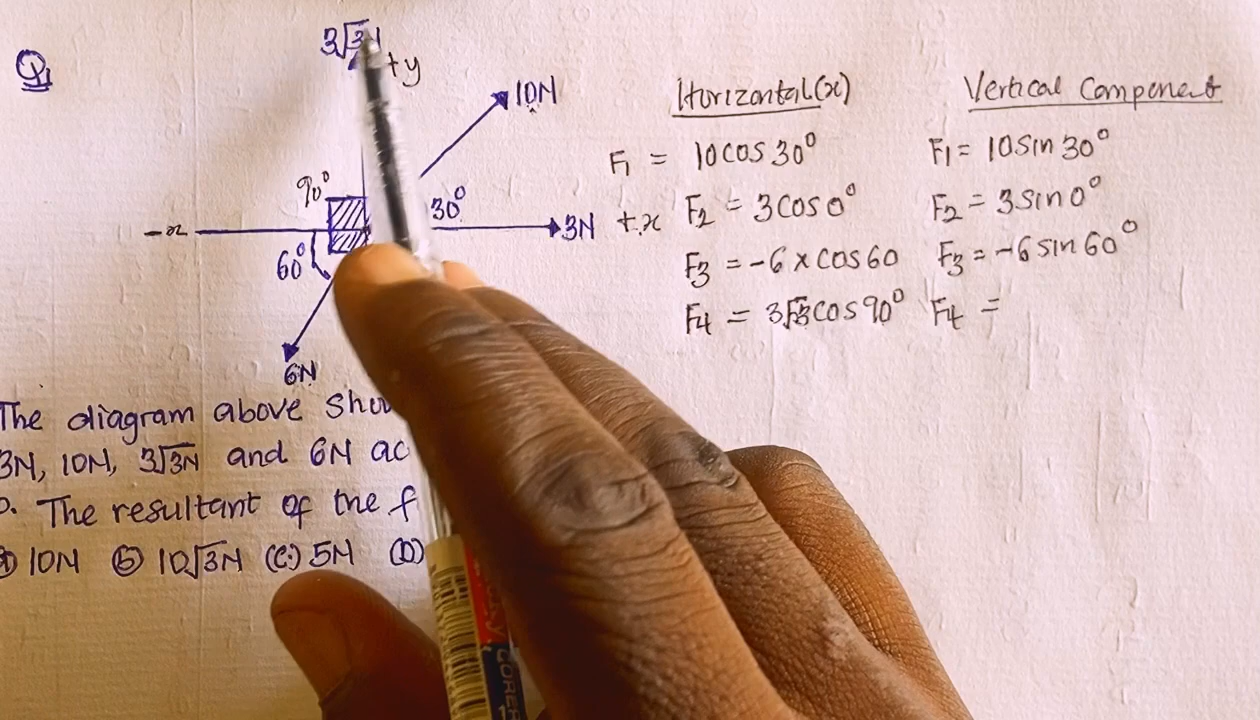 Q1
3√3N
+y
10N
90°
30°
-x
3N +x
60°
6N
Horizontal(x)
F1 = 10cos30°
F2 = 3cos0°
F3 = -6×cos60
F4 = 3√3cos90°
Vertical Component
F1= 10sin30°
F2= 3sin0°
F3=-6sin60°
F4 =
The diagram above
3N, 10N, 3√3N and 6N
The resultant of the
10N (b) 10√3N (C.) 5N (D)